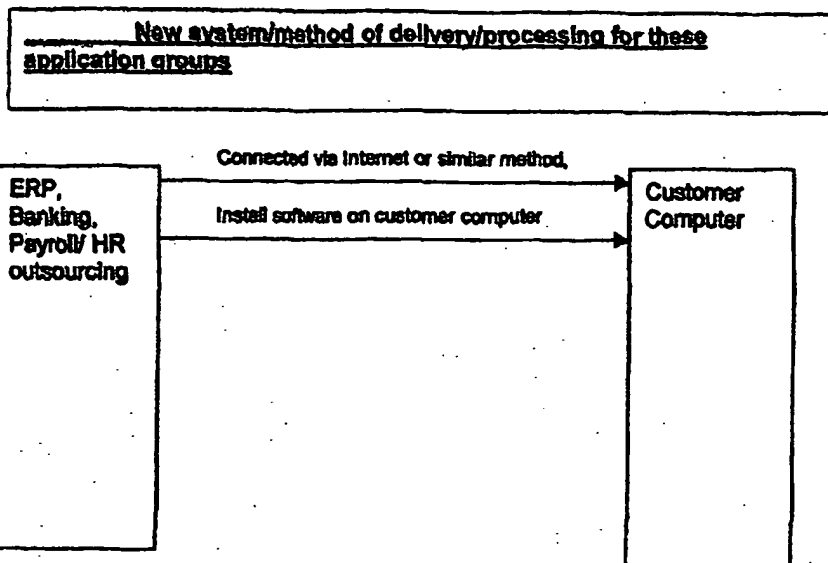 New system/method of delivery/processing for these
application groups
Connected via Internet or similar method,
Install software on customer computer
ERP,
Banking,
Payroll/ HR
outsourcing
Customer
Computer